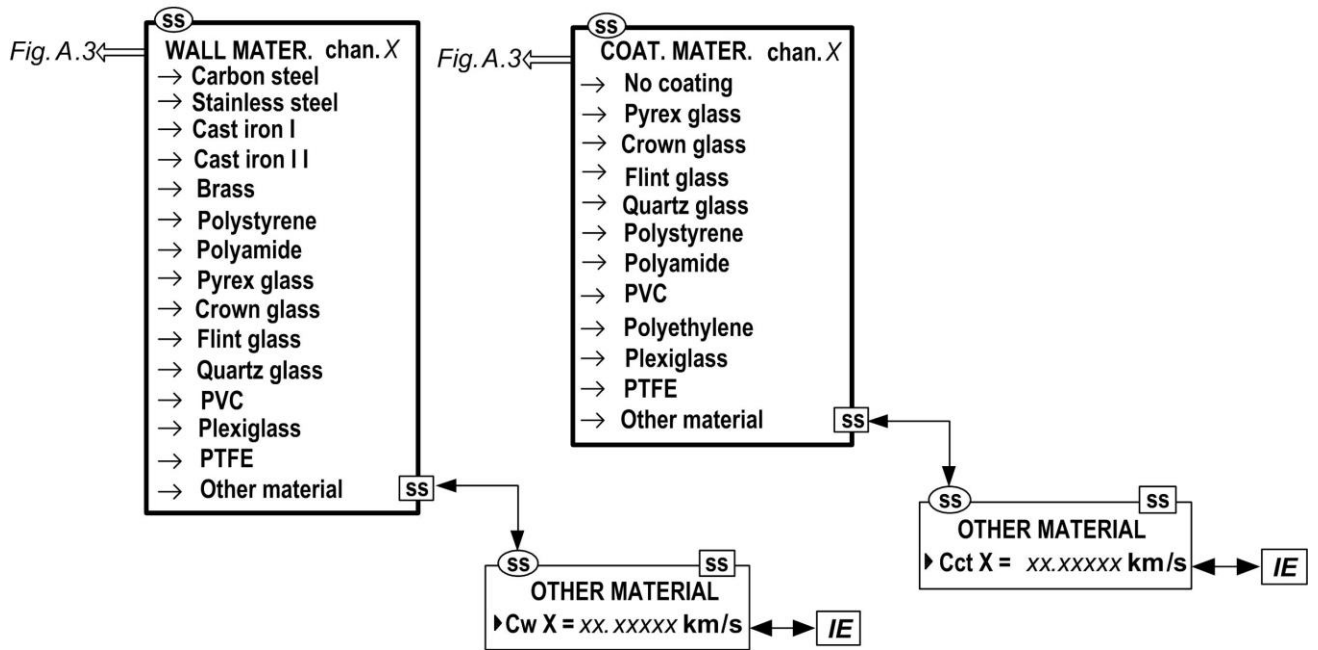 SS
Fig. A.3
WALL MATER. chan. X
→ Carbon steel
→ Stainless steel
→ Cast iron I
→ Cast iron I I
→ Brass
→ Polystyrene
→ Polyamide
→ Pyrex glass
→ Crown glass
→ Flint glass
→ Quartz glass
→ PVC
→ Plexiglass
→ PTFE
→ Other material
SS
SS
SS
OTHER MATERIAL
Cw X = xx. xxxxx km/s
IE
SS
Fig. A.3
COAT. MATER. chan. X
→ No coating
→ Pyrex glass
→ Crown glass
→ Flint glass
→ Quartz glass
→ Polystyrene
→ Polyamide
→ PVC
→ Polyethylene
→ Plexiglass
→ PTFE
→ Other material
SS
SS
SS
OTHER MATERIAL
Cct X = xx.xxxxx km/s
IE